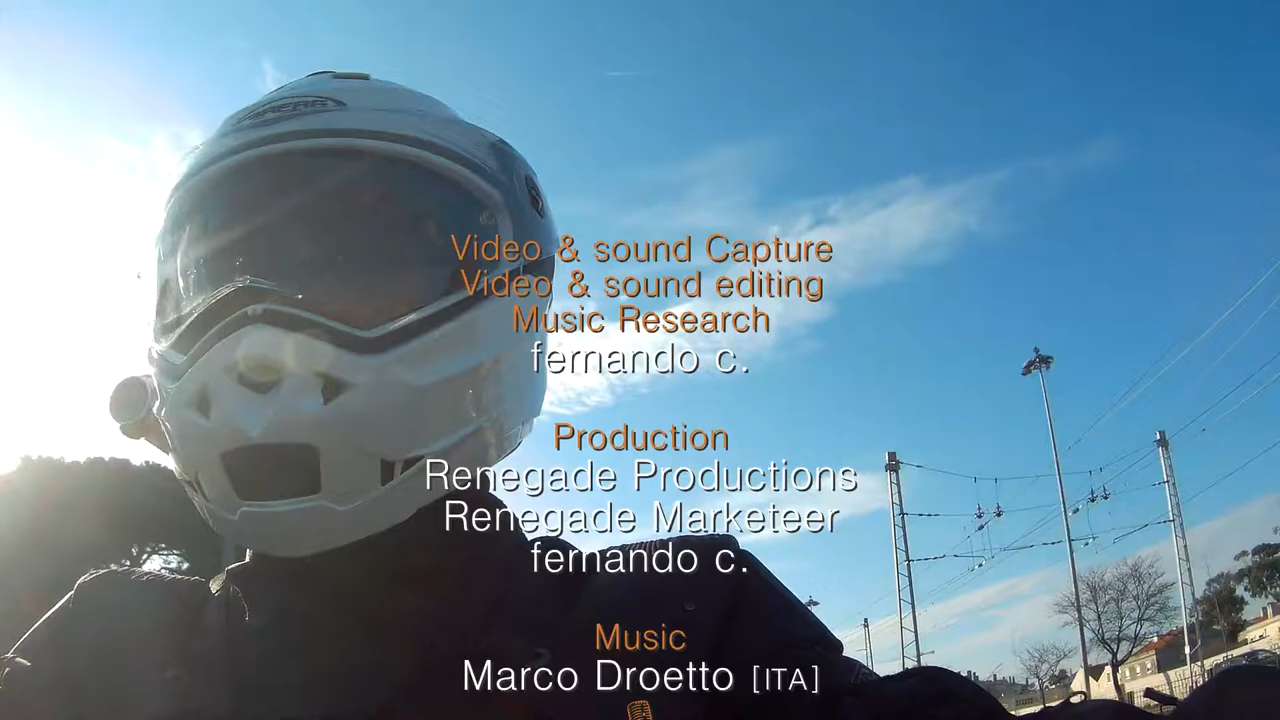 Video & sound Capture
Video & sound editing
Music Research
fernando c.
Production
Renegade Productions
Renegade Marketeer
fernando c.
Music
Marco Droetto [ITA]